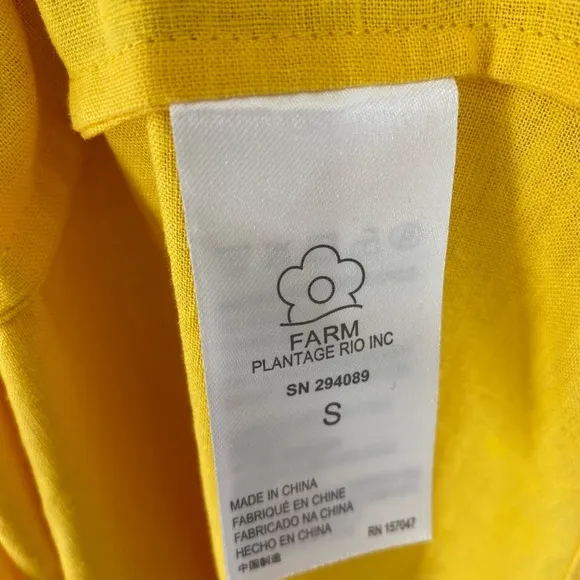 FARM
PLANTAGE RIO INC
SN 294089
S
MADE IN CHINA
FABRIQUÉ EN CHINE
FABRICADO NA CHINA
HECHO EN CHINA
中国制造
RN 157047